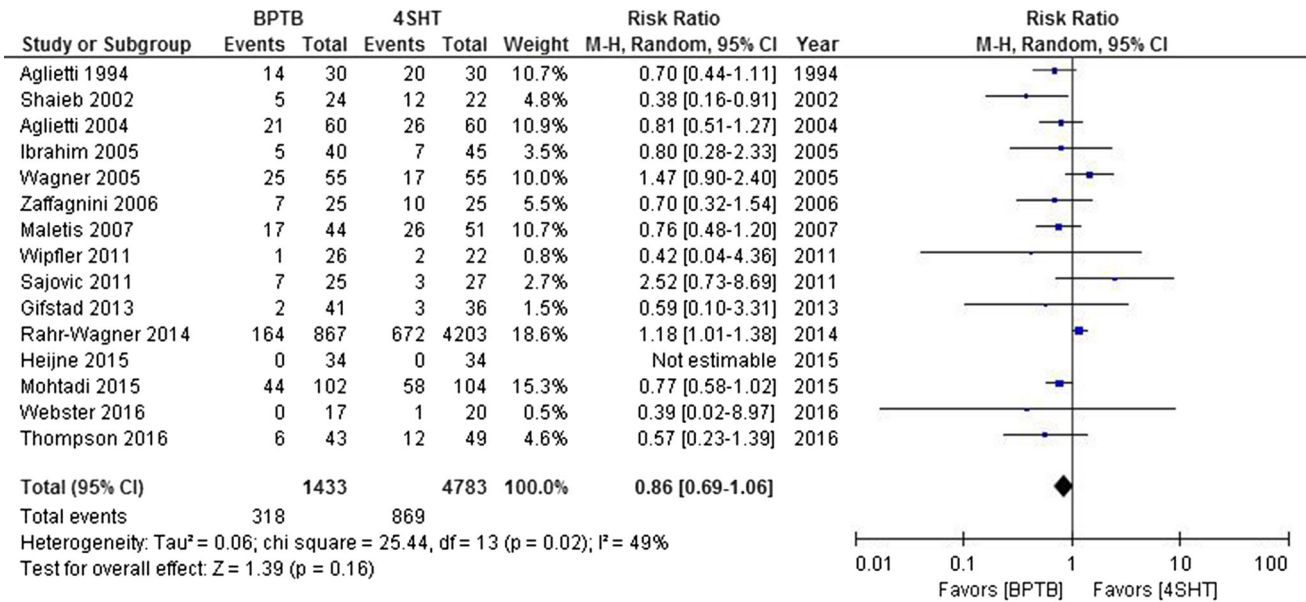 BPTB 4SHT Risk Ratio Risk Ratio
Study or Subgroup Events Total Events Total Weight M-H, Random, 95% CI Year M-H, Random, 95% CI
Aglietti 1994 14 30 20 30 10.7% 0.70 [0.44-1.11] 1994
Shaieb 2002 5 24 12 22 4.8% 0.38 [0.16-0.91] 2002
Aglietti 2004 21 60 26 60 10.9% 0.81 [0.51-1.27] 2004
Ibrahim 2005 5 40 7 45 3.5% 0.80 [0.28-2.33] 2005
Wagner 2005 25 55 17 55 10.0% 1.47 [0.90-2.40] 2005
Zaffagnini 2006 7 25 10 25 5.5% 0.70 [0.32-1.54] 2006
Maletis 2007 17 44 26 51 10.7% 0.76 [0.48-1.20] 2007
Wipfler 2011 1 26 2 22 0.8% 0.42 [0.04-4.36] 2011
Sajovic 2011 7 25 3 27 2.7% 2.52 [0.73-8.69] 2011
Gifstad 2013 2 41 3 36 1.5% 0.59 [0.10-3.31] 2013
Rahr-Wagner 2014 164 867 672 4203 18.6% 1.18 [1.01-1.38] 2014
Heijne 2015 0 34 0 34 Not estimable 2015
Mohtadi 2015 44 102 58 104 15.3% 0.77 [0.58-1.02] 2015
Webster 2016 0 17 1 20 0.5% 0.39 [0.02-8.97] 2016
Thompson 2016 6 43 12 49 4.6% 0.57 [0.23-1.39] 2016
Total (95% CI) 1433 4783 100.0% 0.86 [0.69-1.06]
Total events 318 869
Heterogeneity: Tau² = 0.06; chi square = 25.44, df = 13 (p = 0.02); I² = 49%
Test for overall effect: Z = 1.39 (p = 0.16)
0.01 0.1 1 10 100
Favors [BPTB] Favors [4SHT]